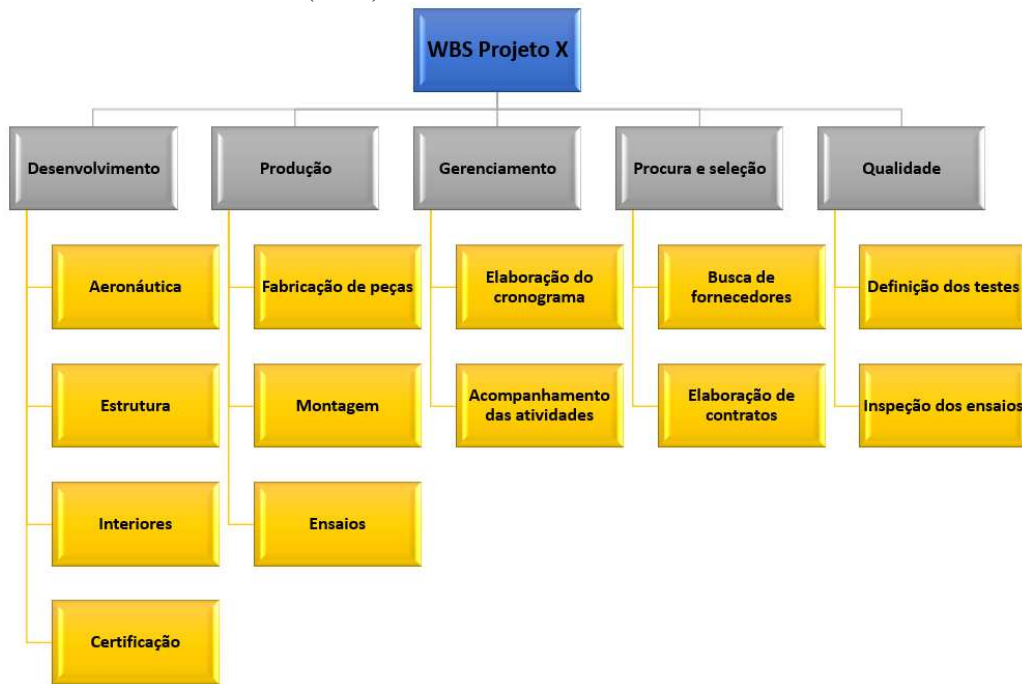 WBS Projeto X
Desenvolvimento
Produção
Gerenciamento
Procura e seleção
Qualidade
Aeronáutica
Fabricação de peças
Elaboração do
cronograma
Busca de
fornecedores
Definição dos testes
Estrutura
Montagem
Acompanhamento
das atividades
Elaboração de
contratos
Inspeção dos ensaios
Interiores
Ensaios
Certificação